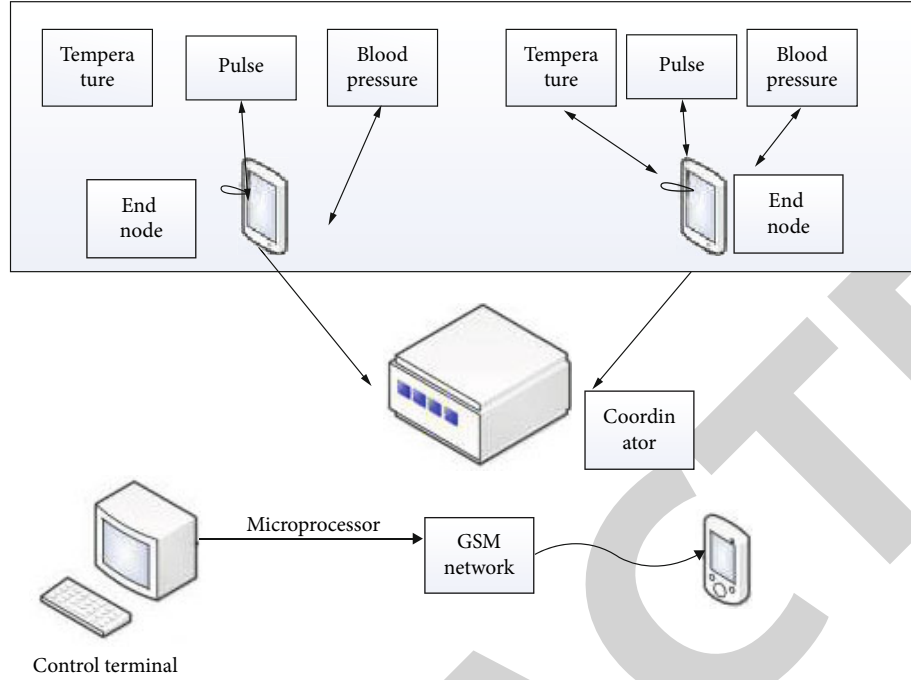 Tempera
ture
Pulse
Blood
pressure
Tempera
ture
Pulse
Blood
pressure
End
node
End
node
Coordin
ator
Microprocessor
GSM
network
Control terminal